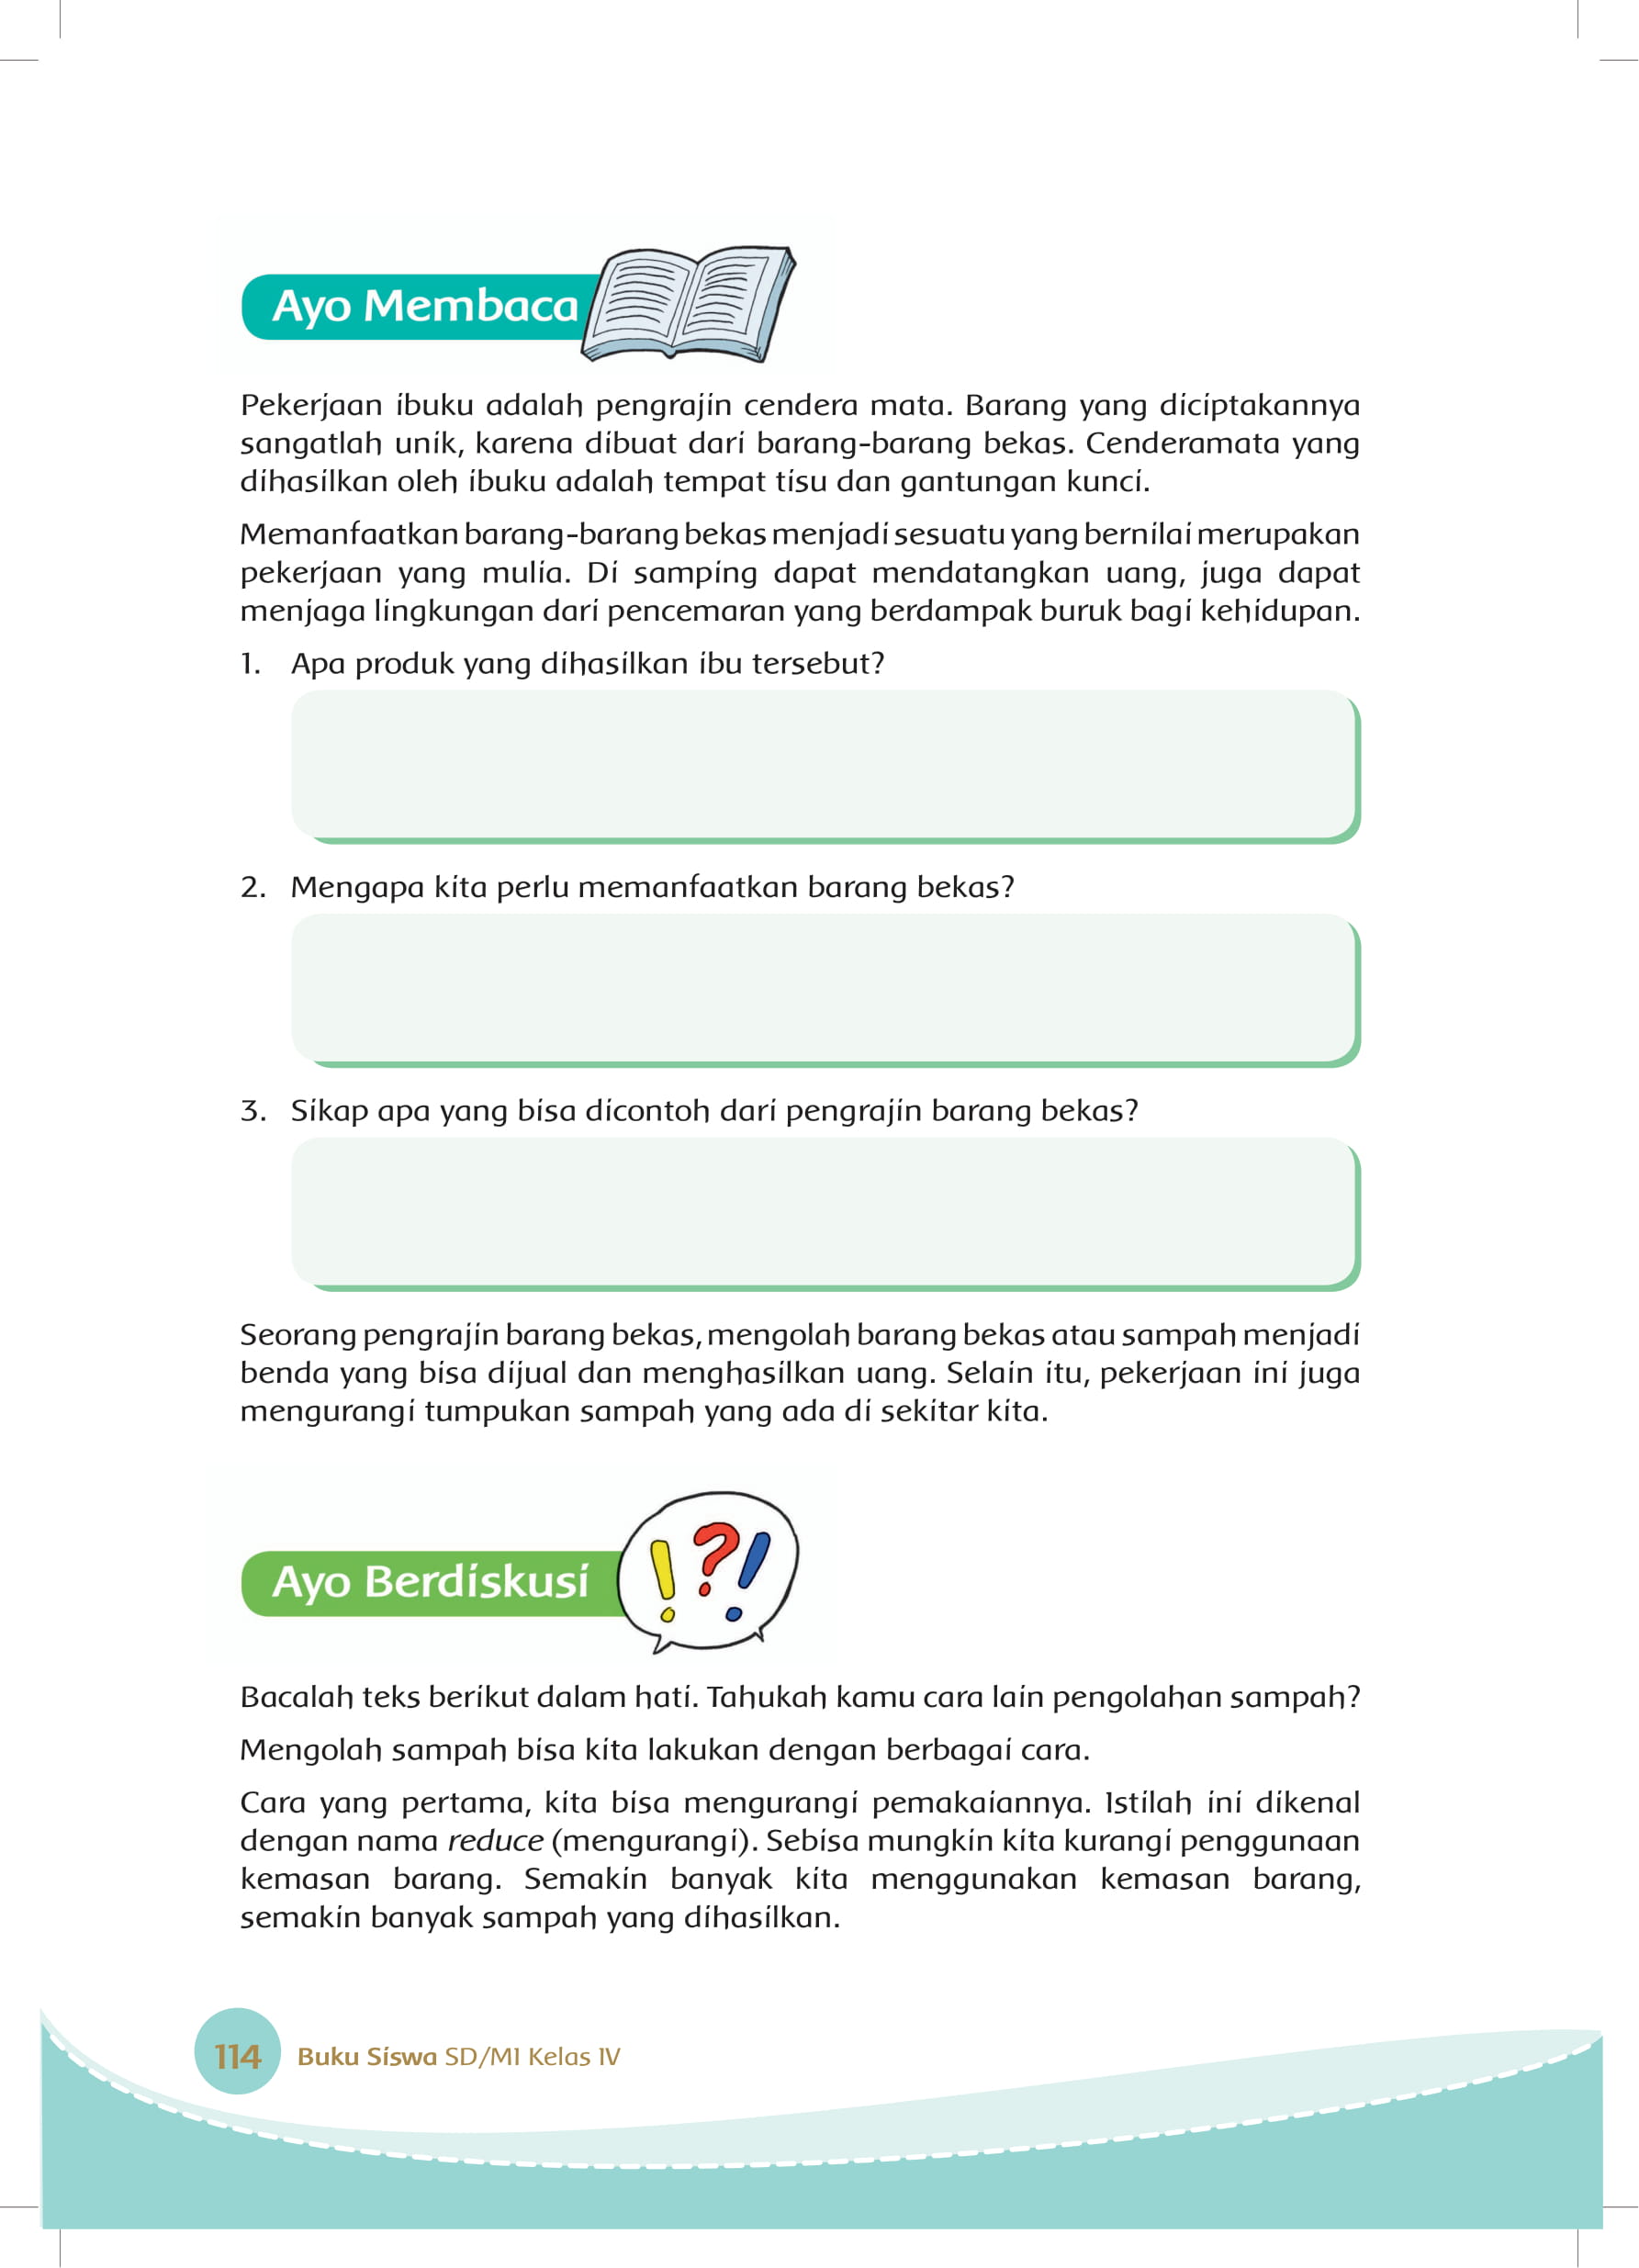 Ayo Membaca
Pekerjaan ibuku adalah pengrajin cendera mata. Barang yang diciptakannya
sangatlah unik, karena dibuat dari barang-barang bekas. Cenderamata yang
dihasilkan oleh ibuku adalah tempat tisu dan gantungan kunci.
Memanfaatkan barang-barang bekas menjadi sesuatu yang bernilai merupakan
pekerjaan yang mulia. Di samping dapat mendatangkan uang, juga dapat
menjaga lingkungan dari pencemaran yang berdampak buruk bagi kehidupan.
1. Apa produk yang dihasilkan ibu tersebut?
2. Mengapa kita perlu memanfaatkan barang bekas?
3. Sikap apa yang bisa dicontoh dari pengrajin barang bekas?
Seorang pengrajin barang bekas, mengolah barang bekas atau sampah menjadi
benda yang bisa dijual dan menghasilkan uang. Selain itu, pekerjaan ini juga
mengurangi tumpukan sampah yang ada di sekitar kita.
Ayo Berdiskusi
Bacalah teks berikut dalam hati. Tahukah kamu cara lain pengolahan sampah?
Mengolah sampah bisa kita lakukan dengan berbagai cara.
Cara yang pertama, kita bisa mengurangi pemakaiannya. Istilah ini dikenal
dengan nama reduce (mengurangi). Sebisa mungkin kita kurangi penggunaan
kemasan barang. Semakin banyak kita menggunakan kemasan barang,
semakin banyak sampah yang dihasilkan.
114 Buku Siswa SD/MI Kelas IV